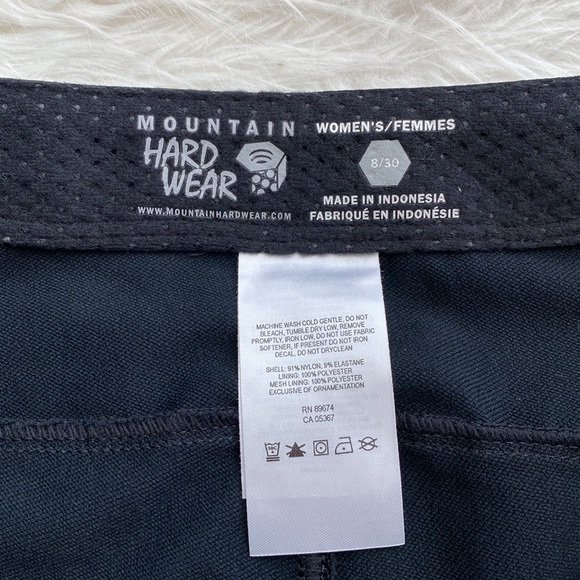 MOUNTAIN
HARD
WEAR
WWW.MOUNTAINHARDWEAR.COM
WOMEN'S/FEMMES
8/30
MADE IN INDONESIA
FABRIQUÉ EN INDONÉSIE
MACHINE WASH COLD GENTLE, DO NOT
BLEACH, TUMBLE DRY LOW, REMOVE
PROMPTLY, IRON LOW, DO NOT USE FABRIC
SOFTENER, IF PRESENT DO NOT IRON
DECAL, DO NOT DRYCLEAN
SHELL: 91% NYLON, 9% ELASTANE
LINING: 100% POLYESTER
MESH LINING: 100% POLYESTER
EXCLUSIVE OF ORNAMENTATION
RN 89674
CA 05367
30C